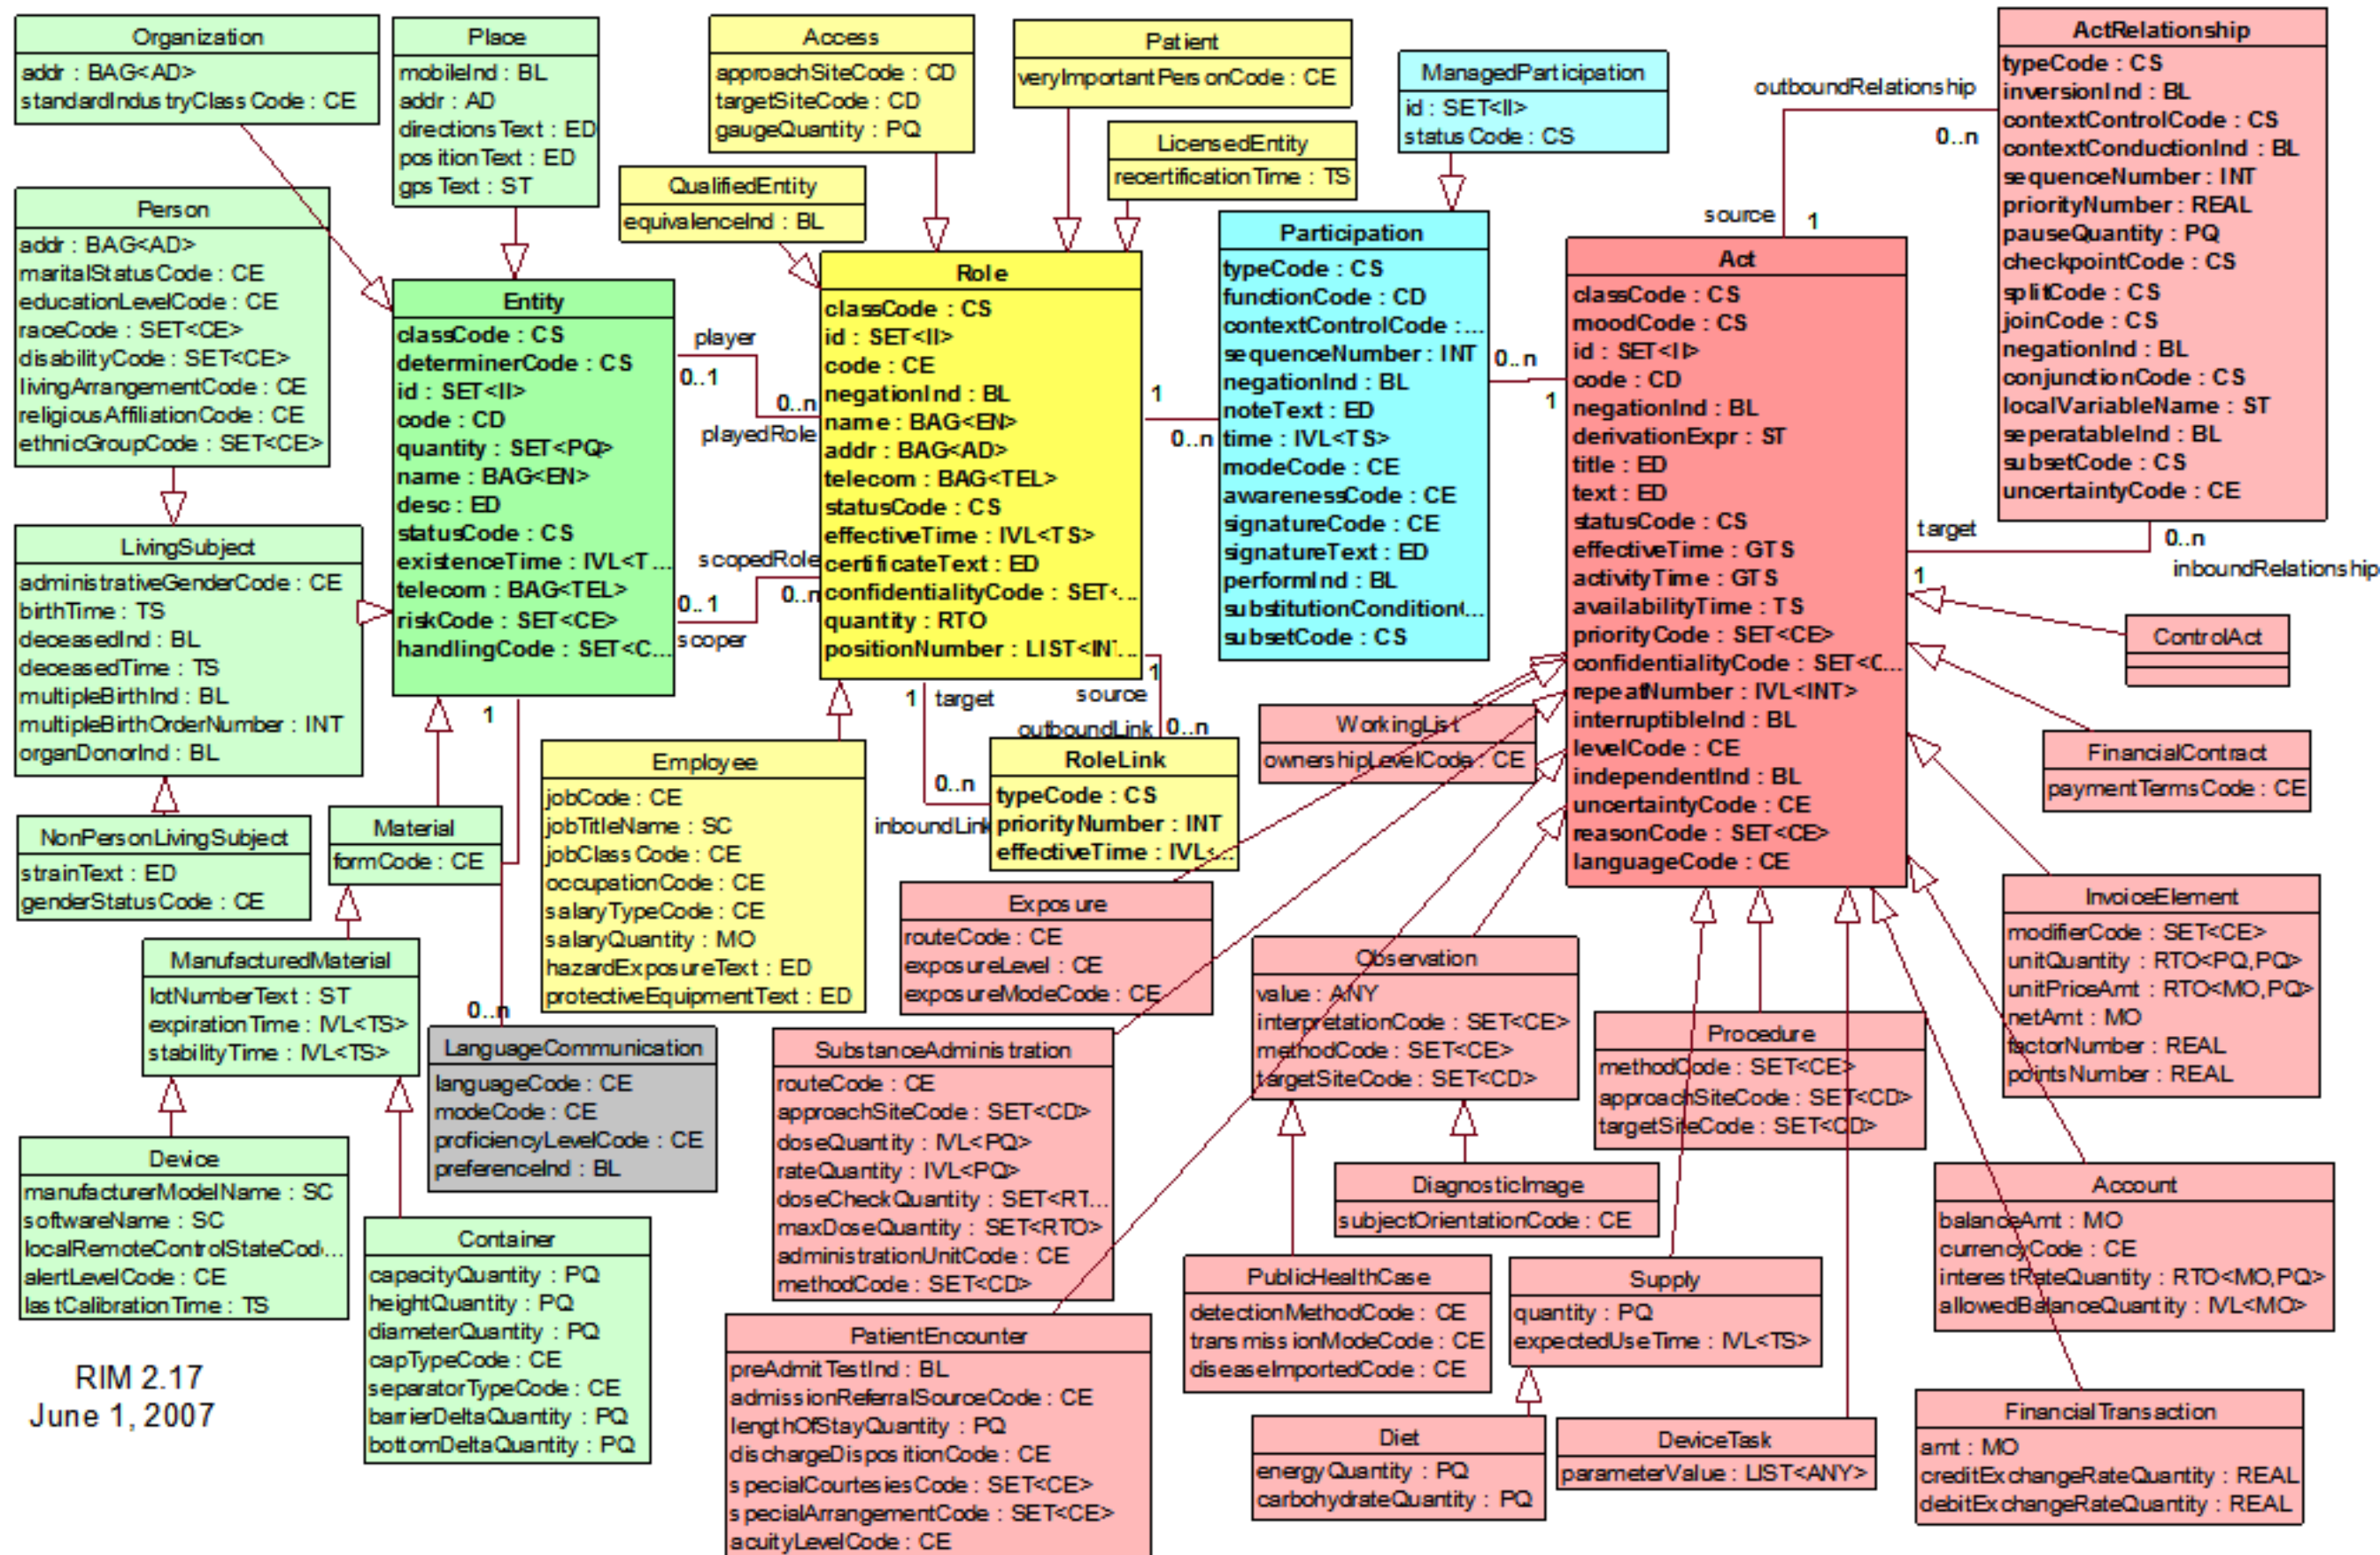 Organization
addr : BAG<AD>
standardIndustryClassCode : CE
Place
mobileInd : BL
addr : AD
directionsText : ED
positionText : ED
gpsText : ST
Access
approachSiteCode : CD
targetSiteCode : CD
gaugeQuantity : PQ
Patient
veryImportantPersonCode : CE
LicensedEntity
recertificationTime : TS
QualifiedEntity
equivalenceInd : BL
ManagedParticipation
id : SET<II>
statusCode : CS
ActRelationship
typeCode : CS
inversionInd : BL
contextControlCode : CS
contextConductionInd : BL
sequenceNumber : INT
priorityNumber : REAL
pauseQuantity : PQ
checkpointCode : CS
splitCode : CS
joinCode : CS
negationInd : BL
conjunctionCode : CS
localVariableName : ST
seperatableInd : BL
subsetCode : CS
uncertaintyCode : CE
outboundRelationship
0..n
source
1
target
1
0..n
inboundRelationship
Person
addr : BAG<AD>
maritalStatusCode : CE
educationLevelCode : CE
raceCode : SET<CE>
disabilityCode : SET<CE>
livingArrangementCode : CE
religiousAffiliationCode : CE
ethnicGroupCode : SET<CE>
Entity
classCode : CS
determinerCode : CS
id : SET<II>
code : CD
quantity : SET<PQ>
name : BAG<EN>
desc : ED
statusCode : CS
existenceTime : IVL<T...
telecom : BAG<TEL>
riskCode : SET<CE>
handlingCode : SET<C...
player
0..1
0..n
playedRole
scopedRole
0..1
0..n
scoper
Role
classCode : CS
id : SET<II>
code : CE
negationInd : BL
name : BAG<EN>
addr : BAG<AD>
telecom : BAG<TEL>
statusCode : CS
effectiveTime : IVL<TS>
certificateText : ED
confidentialityCode : SET<...
quantity : RTO
positionNumber : LIST<INT...
1
0..n
Participation
typeCode : CS
functionCode : CD
contextControlCode :...
sequenceNumber : INT
negationInd : BL
noteText : ED
time : IVL<TS>
modeCode : CE
awarenessCode : CE
signatureCode : CE
signatureText : ED
performInd : BL
substitutionCondition(...
subsetCode : CS
0..n
1
Act
classCode : CS
moodCode : CS
id : SET<II>
code : CD
negationInd : BL
derivationExpr : ST
title : ED
text : ED
statusCode : CS
effectiveTime : GTS
activityTime : GTS
availabilityTime : TS
priorityCode : SET<CE>
confidentialityCode : SET<C...
repeatNumber : IVL<INT>
interruptibleInd : BL
levelCode : CE
independentInd : BL
uncertaintyCode : CE
reasonCode : SET<CE>
languageCode : CE
LivingSubject
administrativeGenderCode : CE
birthTime : TS
deceasedInd : BL
deceasedTime : TS
multipleBirthInd : BL
multipleBirthOrderNumber : INT
organDonorInd : BL
NonPersonLivingSubject
strainText : ED
genderStatusCode : CE
Material
formCode : CE
1
0..n
ManufacturedMaterial
lotNumberText : ST
expirationTime : IVL<TS>
stabilityTime : IVL<TS>
LanguageCommunication
languageCode : CE
modeCode : CE
proficiencyLevelCode : CE
preferenceInd : BL
Device
manufacturerModelName : SC
softwareName : SC
localRemoteControlStateCod(...
alertLevelCode : CE
lastCalibrationTime : TS
Container
capacityQuantity : PQ
heightQuantity : PQ
diameterQuantity : PQ
capTypeCode : CE
separatorTypeCode : CE
barrierDeltaQuantity : PQ
bottomDeltaQuantity : PQ
RIM 2.17
June 1, 2007
Employee
jobCode : CE
jobTitleName : SC
jobClassCode : CE
occupationCode : CE
salaryTypeCode : CE
salaryQuantity : MO
hazardExposureText : ED
protectiveEquipmentText : ED
1
target
1
source
outboundLink
0..n
0..n
inboundLink
RoleLink
typeCode : CS
priorityNumber : INT
effectiveTime : IVL<...
WorkingList
ownershipLevelCode : CE
Exposure
routeCode : CE
exposureLevel : CE
exposureModeCode : CE
SubstanceAdministration
routeCode : CE
approachSiteCode : SET<CD>
doseQuantity : IVL<PQ>
rateQuantity : IVL<PQ>
doseCheckQuantity : SET<RT...
maxDoseQuantity : SET<RTO>
administrationUnitCode : CE
methodCode : SET<CD>
PatientEncounter
preAdmitTestInd : BL
admissionReferralSourceCode : CE
lengthOfStayQuantity : PQ
dischargeDispositionCode : CE
specialCourtesiesCode : SET<CE>
specialArrangementCode : SET<CE>
acuityLevelCode : CE
Observation
value : ANY
interpretationCode : SET<CE>
methodCode : SET<CE>
targetSiteCode : SET<CD>
DiagnosticImage
subjectOrientationCode : CE
PublicHealthCase
detectionMethodCode : CE
transmissionModeCode : CE
diseaseImportedCode : CE
Procedure
methodCode : SET<CE>
approachSiteCode : SET<CD>
targetSiteCode : SET<CD>
Supply
quantity : PQ
expectedUseTime : IVL<TS>
Diet
energyQuantity : PQ
carbohydrateQuantity : PQ
DeviceTask
parameterValue : LIST<ANY>
ControlAct
FinancialContract
paymentTermsCode : CE
InvoiceElement
modifierCode : SET<CE>
unitQuantity : RTO<PQ,PQ>
unitPriceAmt : RTO<MO,PQ>
netAmt : MO
factorNumber : REAL
pointsNumber : REAL
Account
balanceAmt : MO
currencyCode : CE
interestRateQuantity : RTO<MO,PQ>
allowedBalanceQuantity : IVL<MO>
FinancialTransaction
amt : MO
creditExchangeRateQuantity : REAL
debitExchangeRateQuantity : REAL